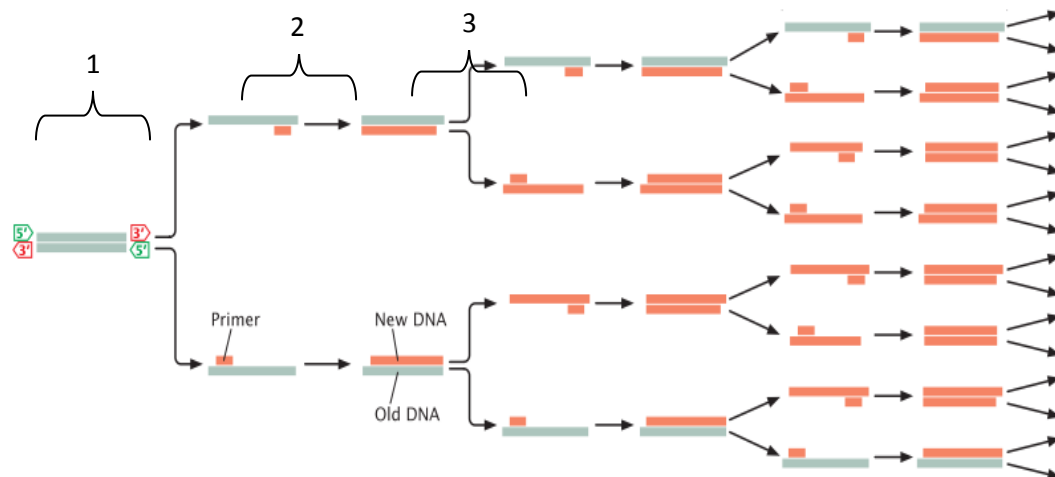 1
2
3
5' 3'
3' 5'
Primer
New DNA
Old DNA